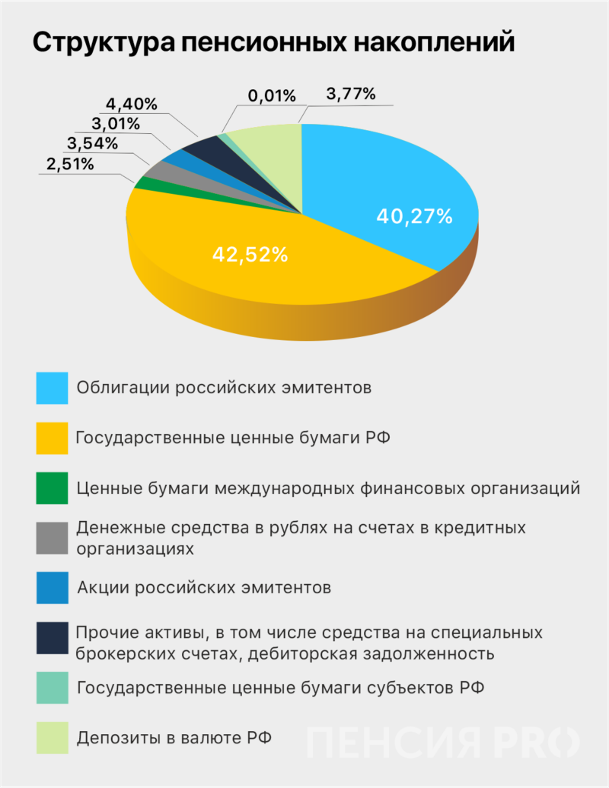 Структура пенсионных накоплений
0,01%
3,77%
4,40%
3,01%
3,54%
2,51%
40,27%
42,52%
Облигации российских эмитентов
Государственные ценные бумаги РФ
Ценные бумаги международных финансовых организаций
Денежные средства в рублях на счетах в кредитных
организациях
Акции российских эмитентов
Прочие активы, в том числе средства на специальных
брокерских счетах, дебиторская задолженность
Государственные ценные бумаги субъектов РФ
Депозиты в валюте РФ
ПЕНСИЯ PRO